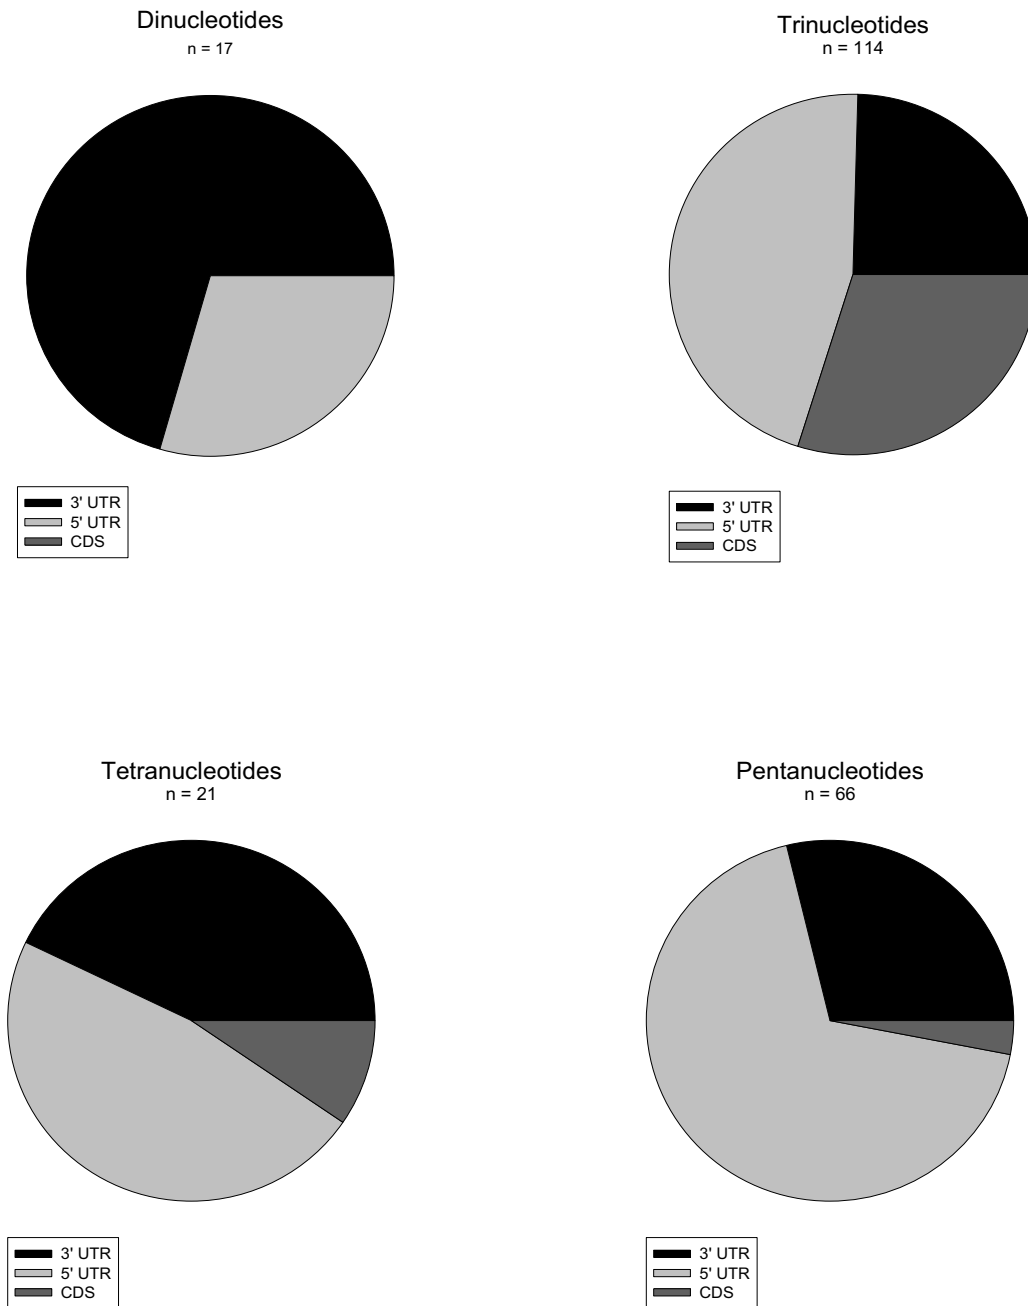 Dinucleotides
n = 17
3' UTR
5' UTR
CDS
Trinucleotides
n = 114
3' UTR
5' UTR
CDS
Tetranucleotides
n = 21
3' UTR
5' UTR
CDS
Pentanucleotides
n = 66
3' UTR
5' UTR
CDS